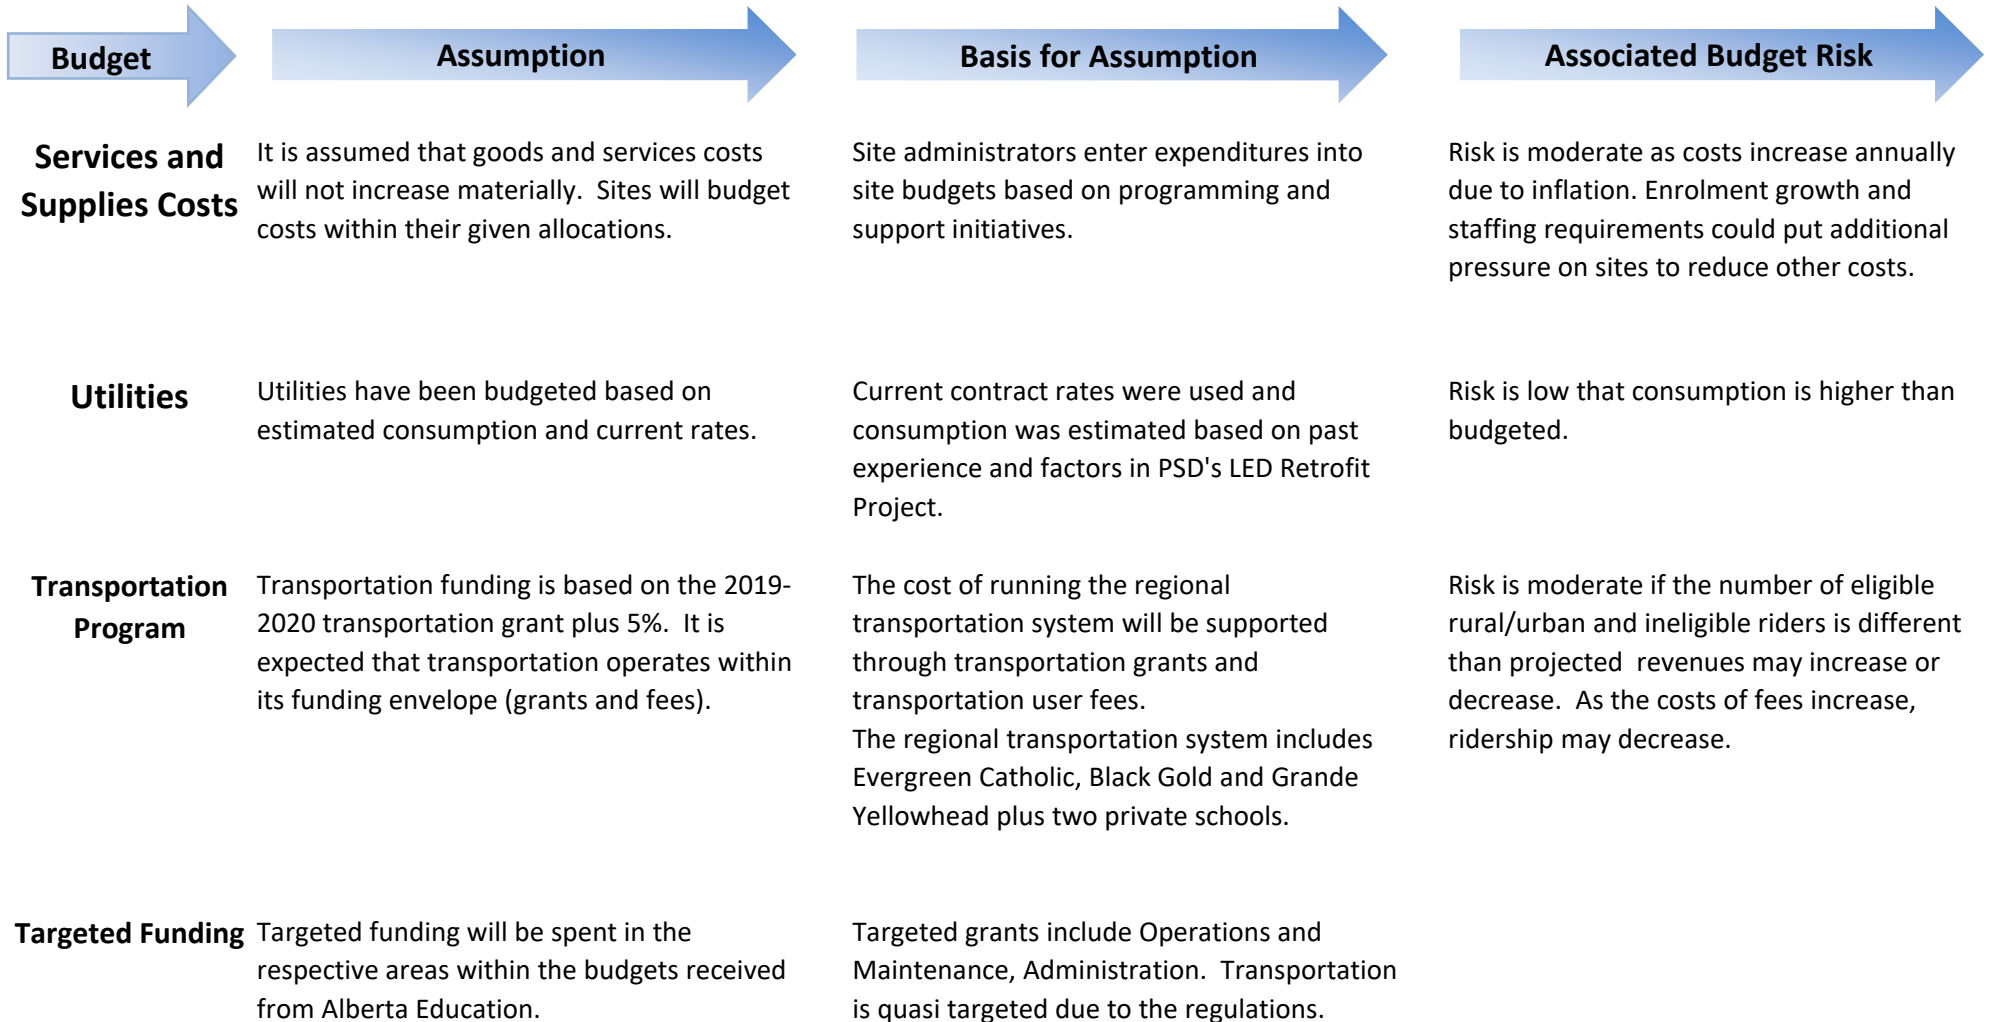 Budget
Assumption
Basis for Assumption
Associated Budget Risk
Services and
Supplies Costs
It is assumed that goods and services costs
will not increase materially.  Sites will budget
costs within their given allocations.
Site administrators enter expenditures into
site budgets based on programming and
support initiatives.
Risk is moderate as costs increase annually
due to inflation. Enrolment growth and
staffing requirements could put additional
pressure on sites to reduce other costs.
Utilities
Utilities have been budgeted based on
estimated consumption and current rates.
Current contract rates were used and
consumption was estimated based on past
experience and factors in PSD's LED Retrofit
Project.
Risk is low that consumption is higher than
budgeted.
Transportation
Program
Transportation funding is based on the 2019-
2020 transportation grant plus 5%.  It is
expected that transportation operates within
its funding envelope (grants and fees).
The cost of running the regional
transportation system will be supported
through transportation grants and
transportation user fees.
The regional transportation system includes
Evergreen Catholic, Black Gold and Grande
Yellowhead plus two private schools.
Risk is moderate if the number of eligible
rural/urban and ineligible riders is different
than projected  revenues may increase or
decrease.  As the costs of fees increase,
ridership may decrease.
Targeted Funding
Targeted funding will be spent in the
respective areas within the budgets received
from Alberta Education.
Targeted grants include Operations and
Maintenance, Administration.  Transportation
is quasi targeted due to the regulations.